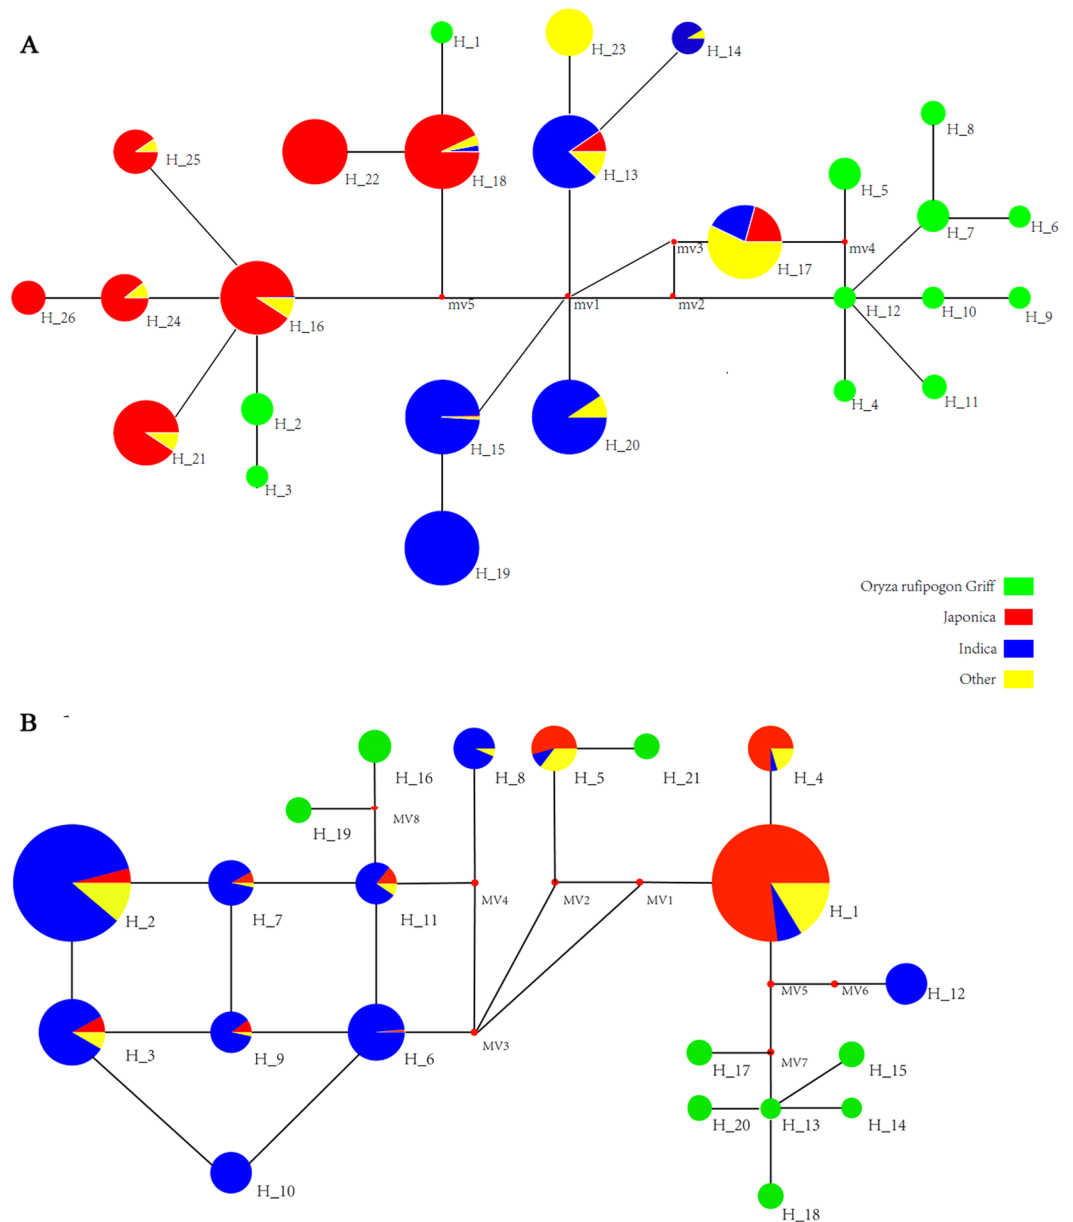 A
H_1
H_23
H_14
H_8
H_25
H_22
H_18
H_13
H_5
H_7
H_6
mv3
H_17
mv4
H_26
H_24
H_16
mv5
mv1
mv2
H_12
H_10
H_9
H_2
H_4
H_11
H_21
H_15
H_20
H_3
H_19
Oryza rufipogon Griff
Japonica
Indica
Other
B
H_16
H_8
H_5
H_21
H_4
H_19
MV8
H_2
H_7
H_11
MV4
MV2
MV1
H_1
MV5
MV6
H_12
H_3
H_9
H_6
MV3
H_17
MV7
H_15
H_20
H_13
H_14
H_10
H_18